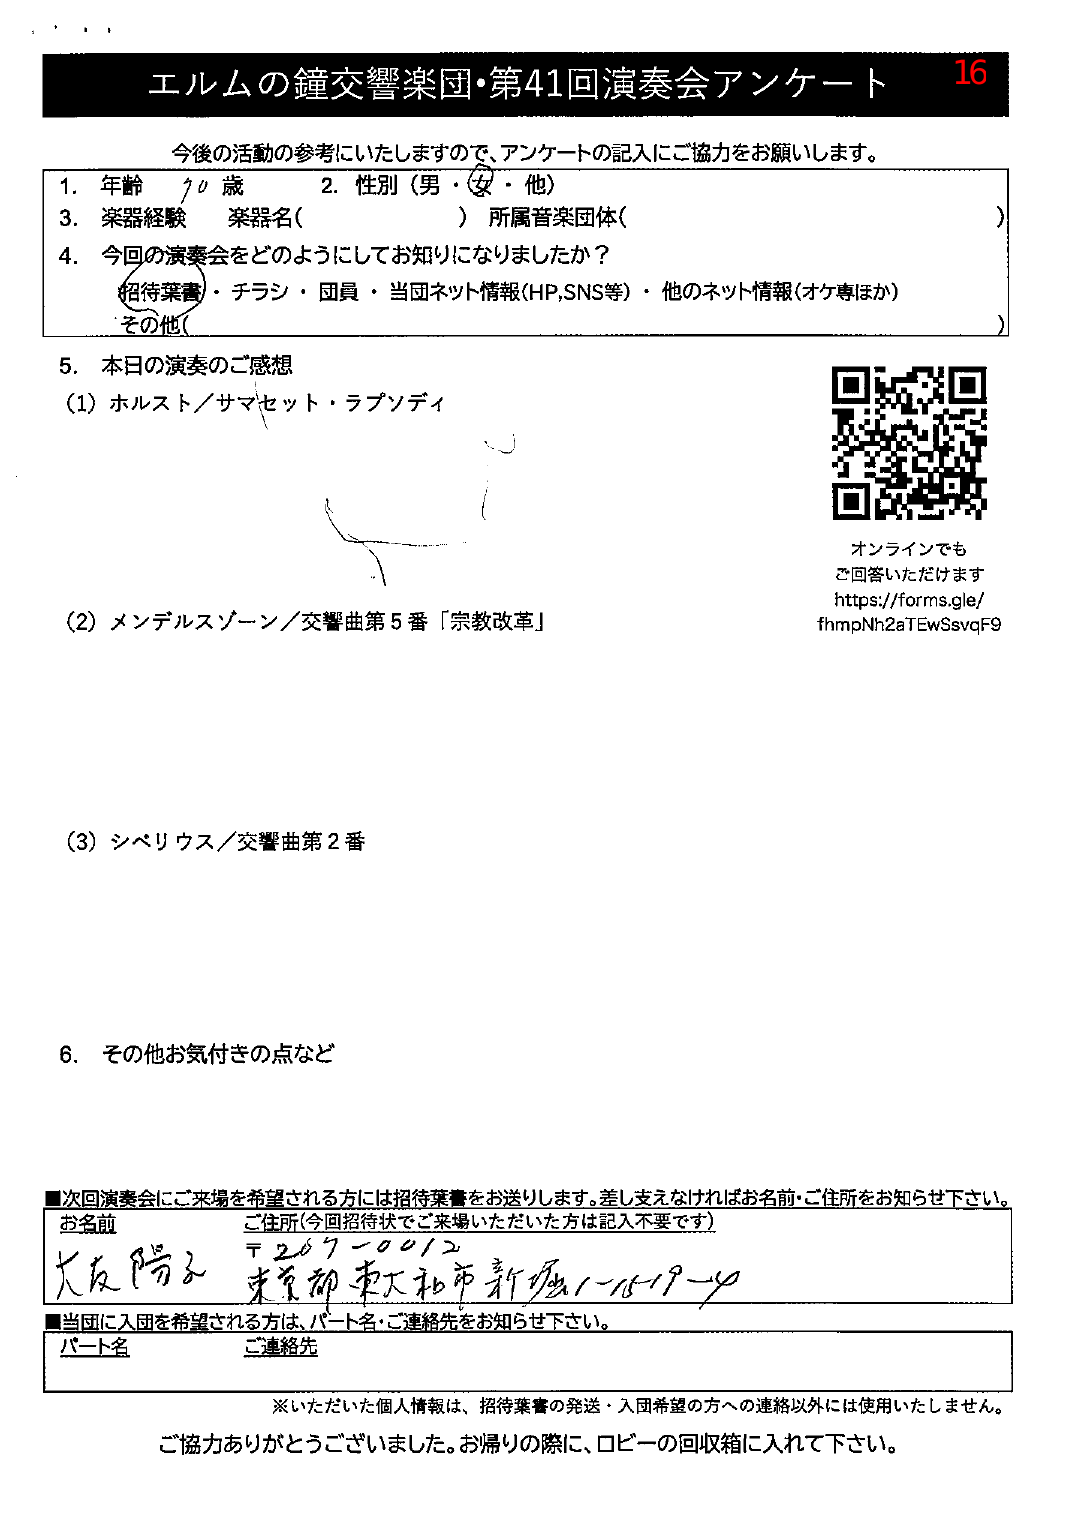 エルムの鐘交響楽団・第41回演奏会アンケート
16
今後の活動の参考にいたしますので、アンケートの記入にご協力をお願いします。
1. 年齢 70 歳 2. 性別（男 ・ 女 ・ 他）
3. 楽器経験 楽器名( ) 所属音楽団体( )
4. 今回の演奏会をどのようにしてお知りになりましたか？
招待葉書 ・ チラシ ・ 団員 ・ 当団ネット情報(HP,SNS等) ・ 他のネット情報(オケ専ほか)
その他( )
5. 本日の演奏のご感想
（1）ホルスト／サマセット・ラプソディ
オンラインでも
ご回答いただけます
https://forms.gle/
fhmpNh2aTEwSsvqF9
（2）メンデルスゾーン／交響曲第５番「宗教改革」
（3）シベリウス／交響曲第２番
6. その他お気付きの点など
■次回演奏会にご来場を希望される方には招待葉書をお送りします。差し支えなければお名前・ご住所をお知らせ下さい。
お名前 ご住所(今回招待状でご来場いただいた方は記入不要です)
〒207-0012
大友陽子 東京都東大和市新堀1-15-19-4
■当団に入団を希望される方は、パート名・ご連絡先をお知らせ下さい。
パート名 ご連絡先
※いただいた個人情報は、招待葉書の発送・入団希望の方への連絡以外には使用いたしません。
ご協力ありがとうございました。お帰りの際に、ロビーの回収箱に入れて下さい。